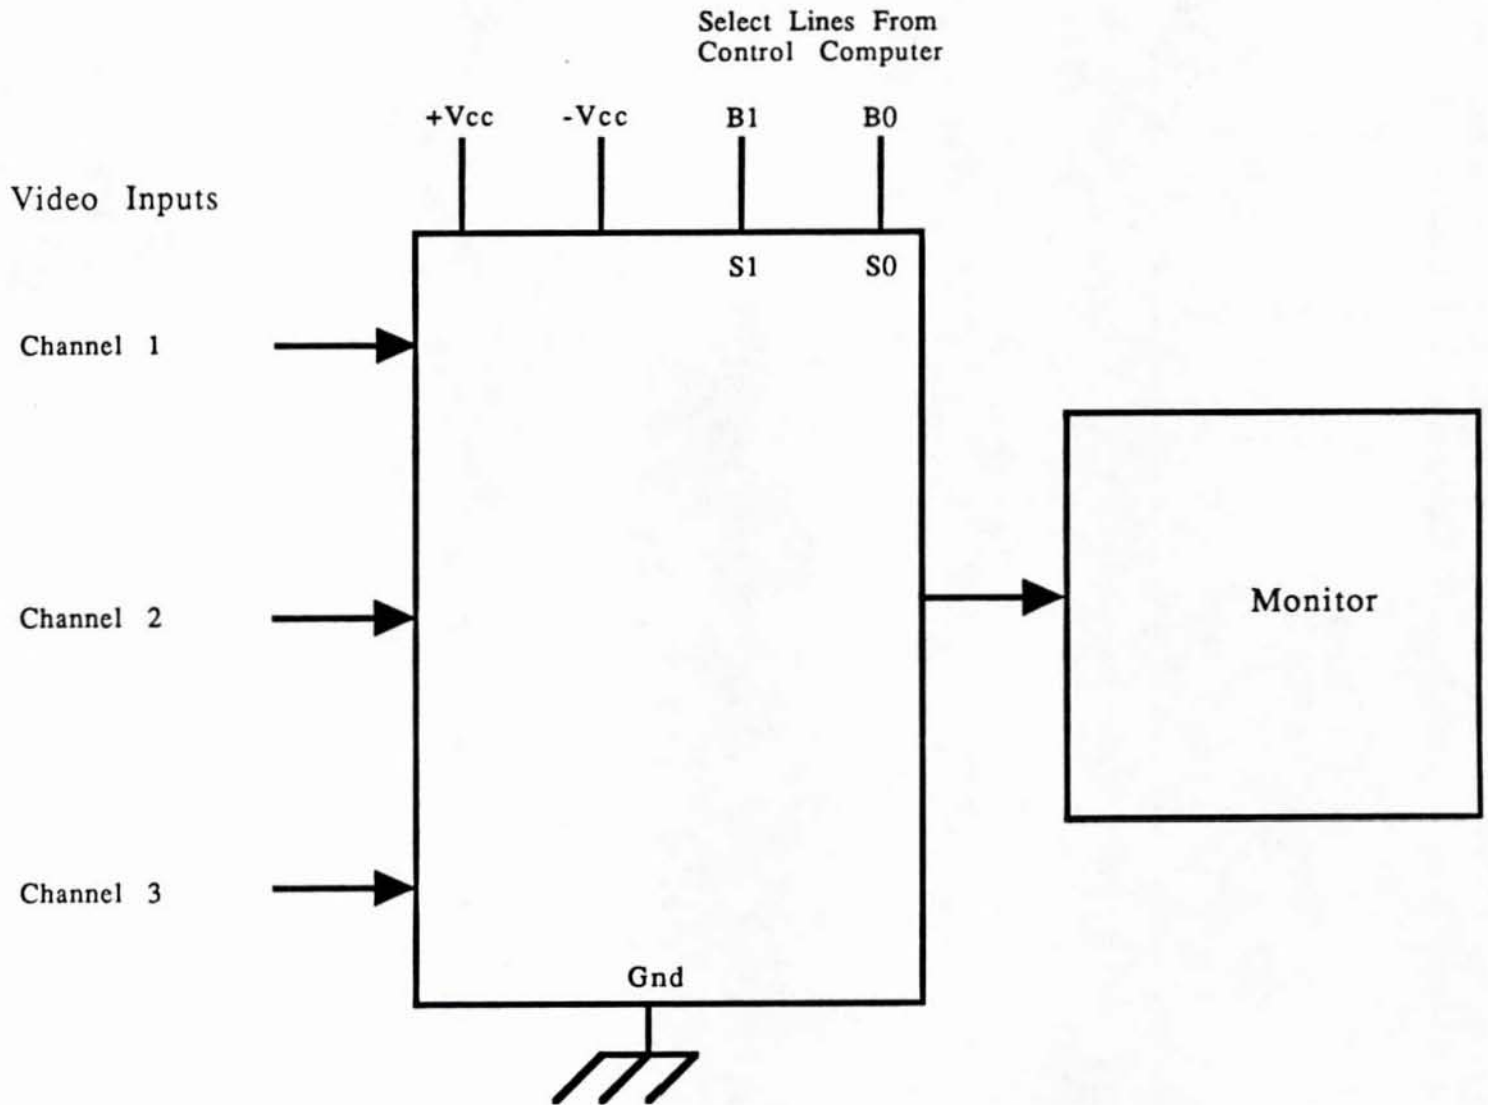 Select Lines From
Control Computer
+Vcc -Vcc B1 B0
Video Inputs
S1 S0
Channel 1
Monitor
Channel 2
Channel 3
Gnd